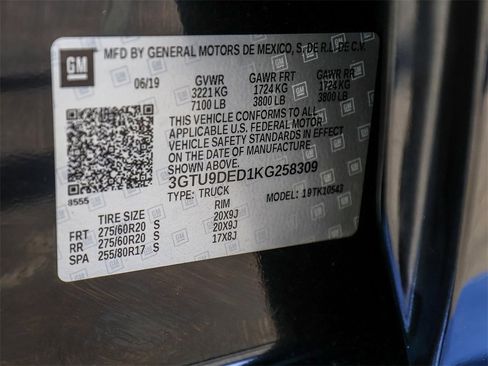 GM
MFD BY GENERAL MOTORS DE MEXICO, S. DE R.L. DE C.V.
06/19 GVWR GAWR FRT GAWR RR
3221 KG 1724 KG 1724 KG
7100 LB 3800 LB 3800 LB
THIS VEHICLE CONFORMS TO ALL
APPLICABLE U.S. FEDERAL MOTOR
VEHICLE SAFETY AND THEFT
PREVENTION STANDARDS IN EFFECT
ON THE DATE OF MANUFACTURE
SHOWN ABOVE.
3GTU9DED1KG258309
8555 TYPE: TRUCK MODEL: 19TK10543
TIRE SIZE RIM
FRT 275/60R20 S 20X9J
RR 275/60R20 S 20X9J
SPA 255/80R17 S 17X8J